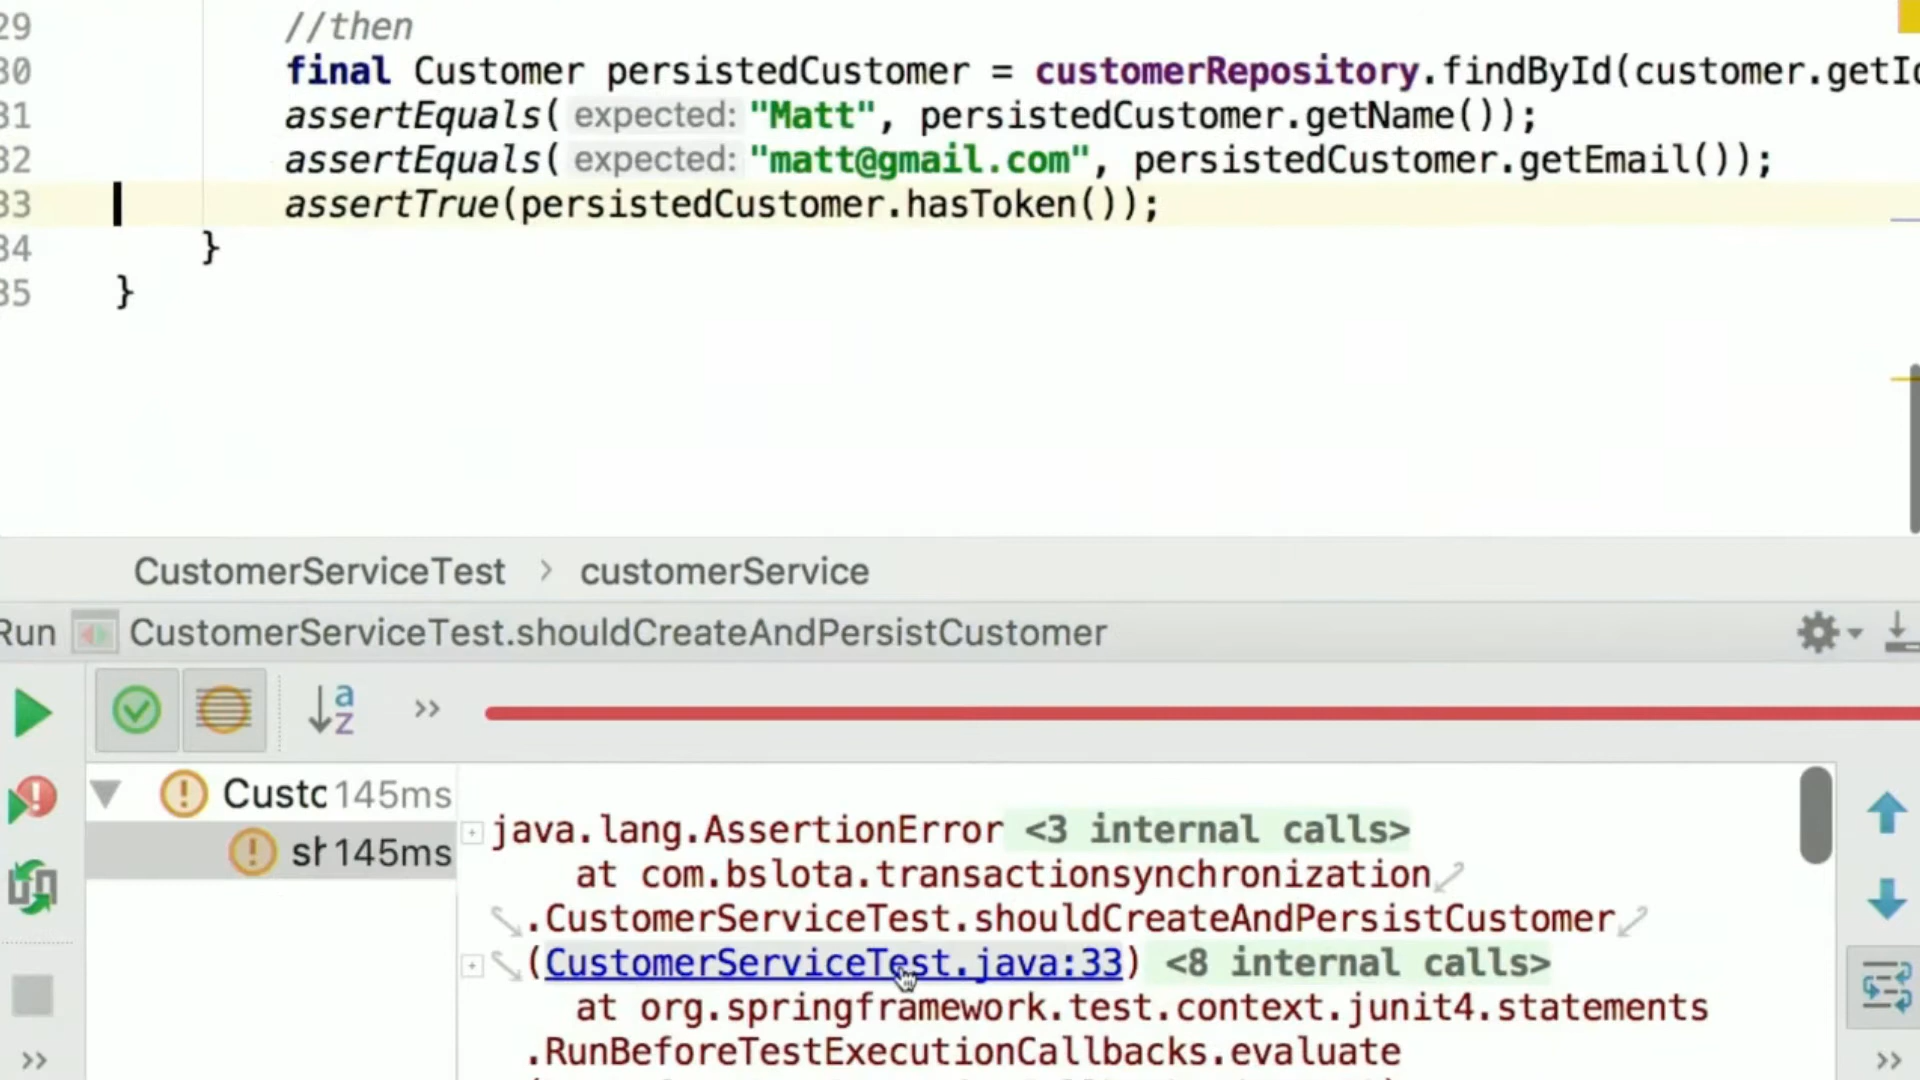 29 //then
30 final Customer persistedCustomer = customerRepository.findById(customer.getId
31 assertEquals( expected: "Matt", persistedCustomer.getName());
32 assertEquals( expected: "matt@gmail.com", persistedCustomer.getEmail());
33 assertTrue(persistedCustomer.hasToken());
34 }
35 }
CustomerServiceTest > customerService
Run CustomerServiceTest.shouldCreateAndPersistCustomer
a
z >>
Custo 145ms
sh 145ms
java.lang.AssertionError <3 internal calls>
at com.bslota.transactionsynchronization
.CustomerServiceTest.shouldCreateAndPersistCustomer
(CustomerServiceTest.java:33) <8 internal calls>
at org.springframework.test.context.junit4.statements
.RunBeforeTestExecutionCallbacks.evaluate
>> >>